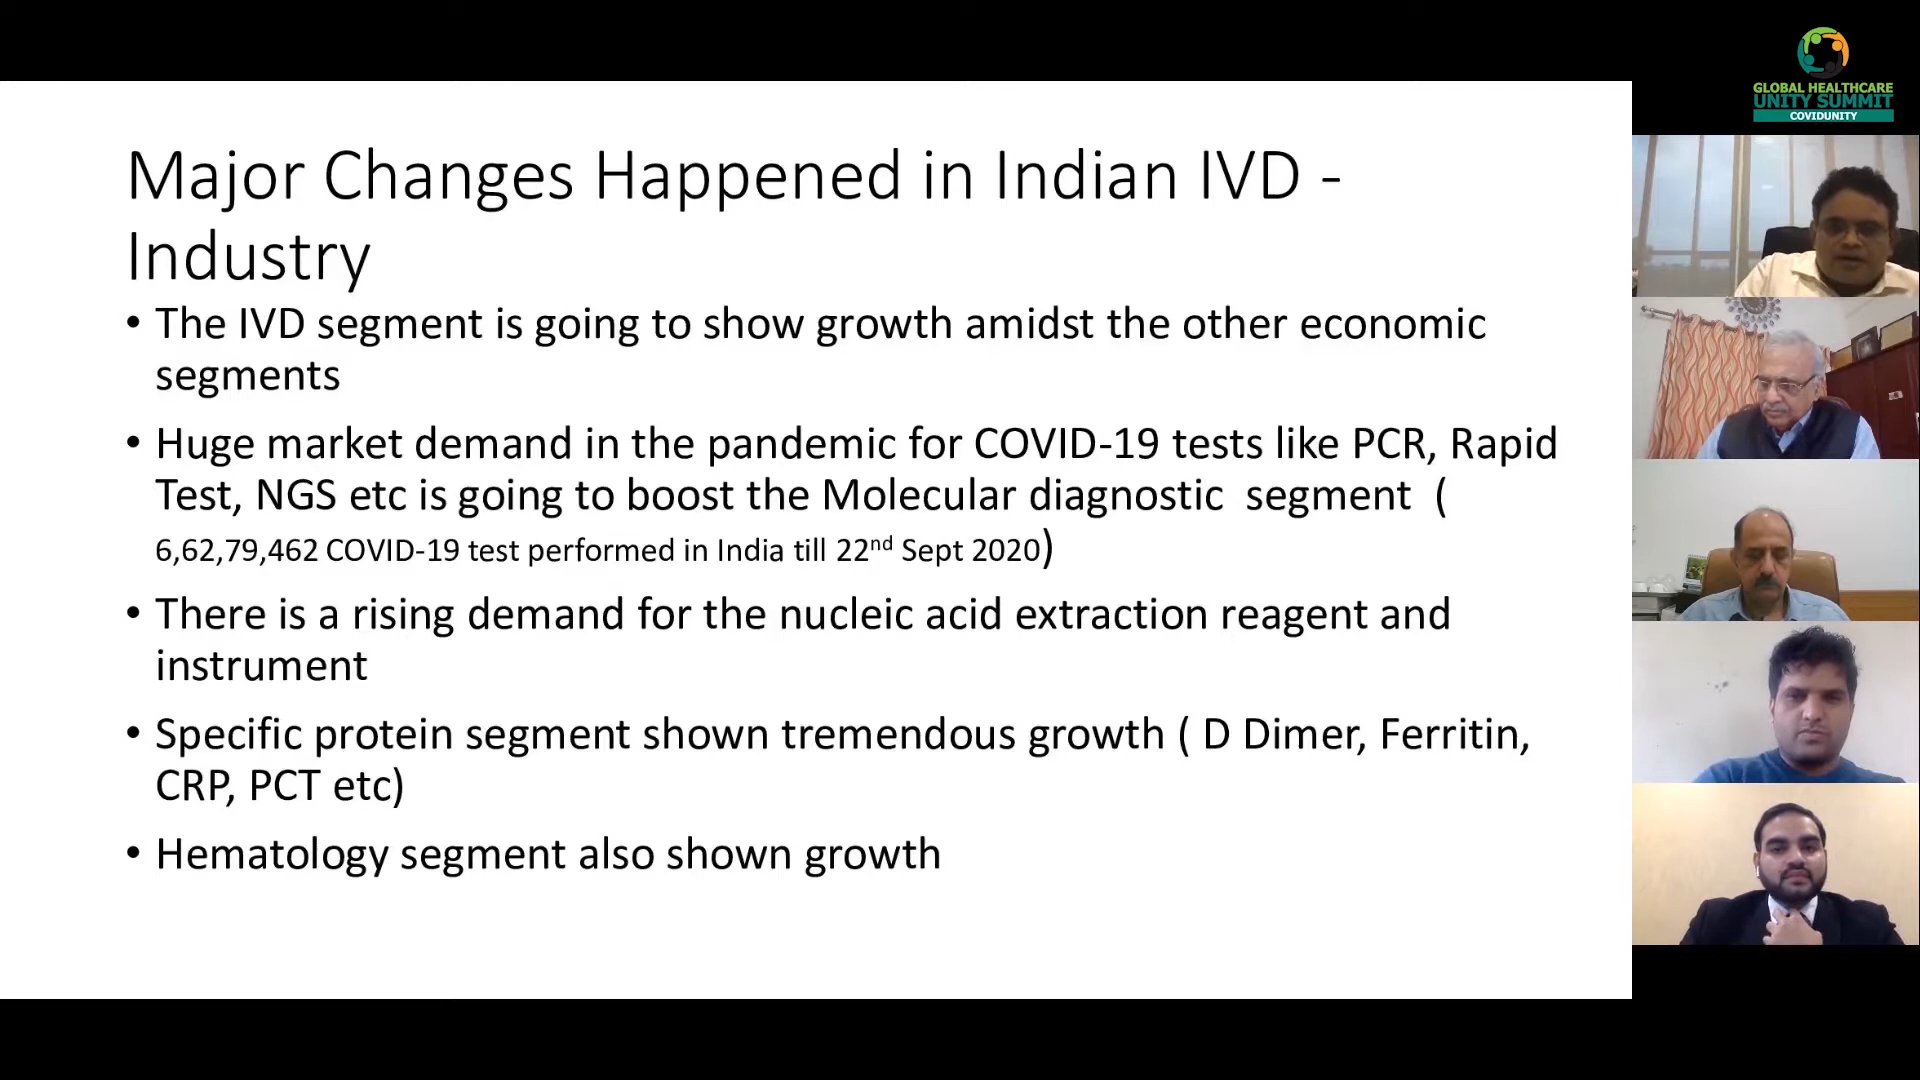 GLOBAL HEALTHCARE
UNITY SUMMIT
COVIDUNITY
Major Changes Happened in Indian IVD -
Industry
• The IVD segment is going to show growth amidst the other economic
segments
• Huge market demand in the pandemic for COVID-19 tests like PCR, Rapid
Test, NGS etc is going to boost the Molecular diagnostic segment (
6,62,79,462 COVID-19 test performed in India till 22nd Sept 2020)
• There is a rising demand for the nucleic acid extraction reagent and
instrument
• Specific protein segment shown tremendous growth ( D Dimer, Ferritin,
CRP, PCT etc)
• Hematology segment also shown growth